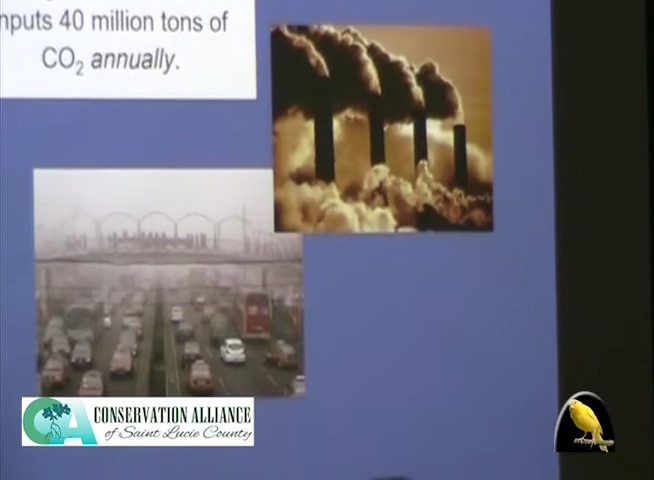 nputs 40 million tons of
CO₂ annually.
CONSERVATION ALLIANCE
of Saint Lucie County